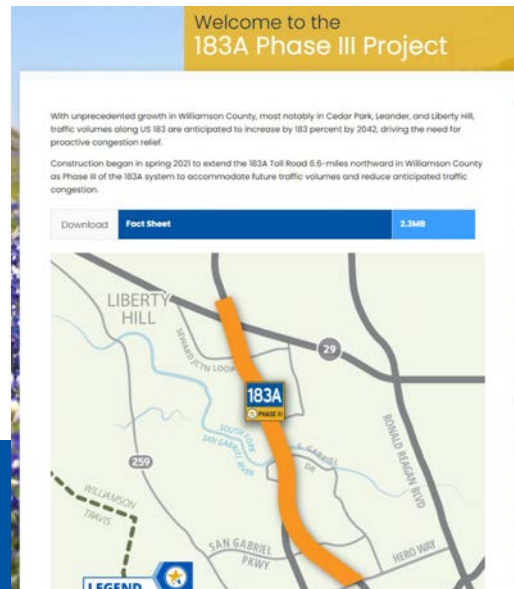 Welcome to the
183A Phase III Project
With unprecedented growth in Williamson County, most notably in Cedar Park, Leander, and Liberty Hill,
traffic volumes along US 183 are anticipated to increase by 183 percent by 2042, driving the need for
proactive congestion relief.
Construction began in spring 2021 to extend the 183A Toll Road 6.6-miles northward in Williamson County
as Phase III of the 183A system to accommodate future traffic volumes and reduce anticipated traffic
congestion.
Download Fact Sheet 2.3MB
LIBERTY
HILL
SEWARD JCTN LOOP
29
183A
PHASE III
RONALD REAGAN BLVD
SOUTH FORK
SAN GABRIEL RIVER
S. GABRIEL
DR
259
WILLIAMSON
TRAVIS
SAN GABRIEL
PKWY
HERO WAY
LEGEND